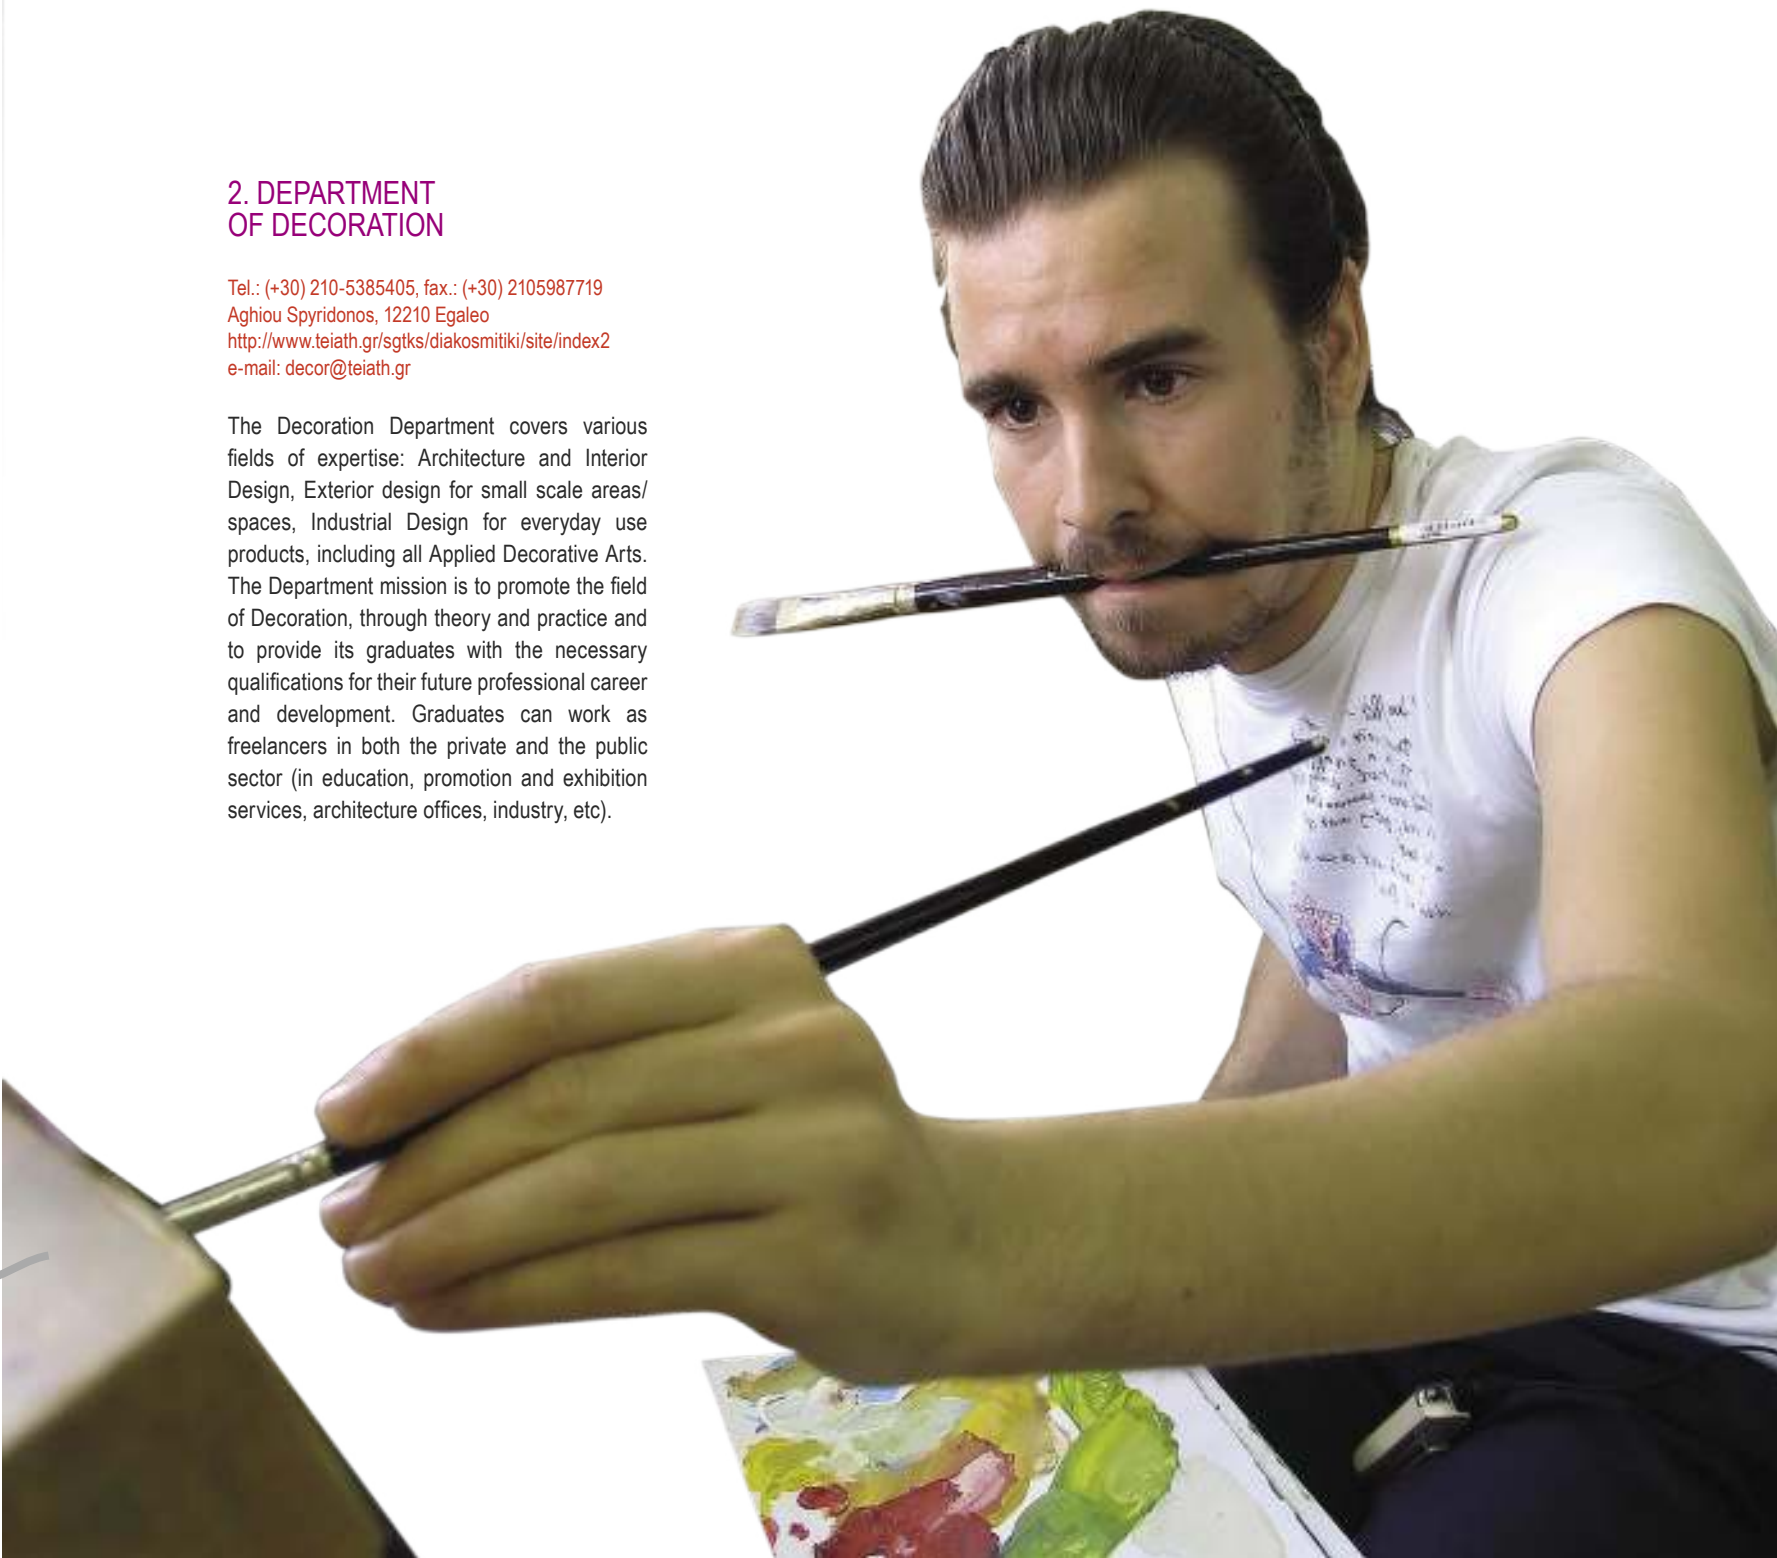 2. DEPARTMENT
OF DECORATION
Tel.: (+30) 210-5385405, fax.: (+30) 2105987719
Aghiou Spyridonos, 12210 Egaleo
http://www.teiath.gr/sgtks/diakosmitiki/site/index2
e-mail: decor@teiath.gr
The Decoration Department covers various
fields of expertise: Architecture and Interior
Design, Exterior design for small scale areas/
spaces, Industrial Design for everyday use
products, including all Applied Decorative Arts.
The Department mission is to promote the field
of Decoration, through theory and practice and
to provide its graduates with the necessary
qualifications for their future professional career
and development. Graduates can work as
freelancers in both the private and the public
sector (in education, promotion and exhibition
services, architecture offices, industry, etc).